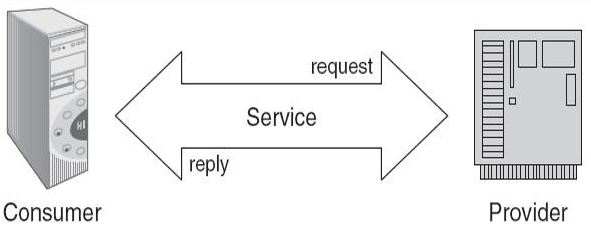 request
Service
reply
Consumer
Provider